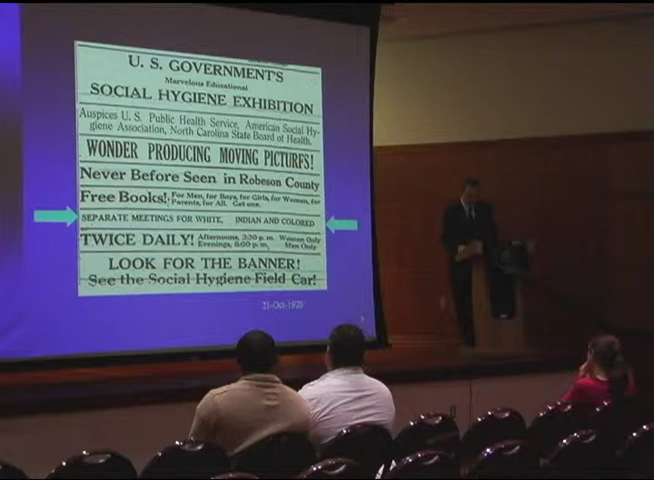 U. S. GOVERNMENT'S
Marvelous Educational
SOCIAL HYGIENE EXHIBITION
Auspices U. S. Public Health Service, American Social Hy-
giene Association, North Carolina State Board of Health.
WONDER PRODUCING MOVING PICTURES!
Never Before Seen in Robeson County
Free Books! For Men, for Boys, for Girls, for Women, for
Parents, for All. Get one.
SEPARATE MEETINGS FOR WHITE, INDIAN AND COLORED
TWICE DAILY! Afternoons, 3:30 p. m. Women Only
Evenings, 8:00 p. m. Men Only
LOOK FOR THE BANNER!
See the Social Hygiene Field Car!
21-Oct-1920